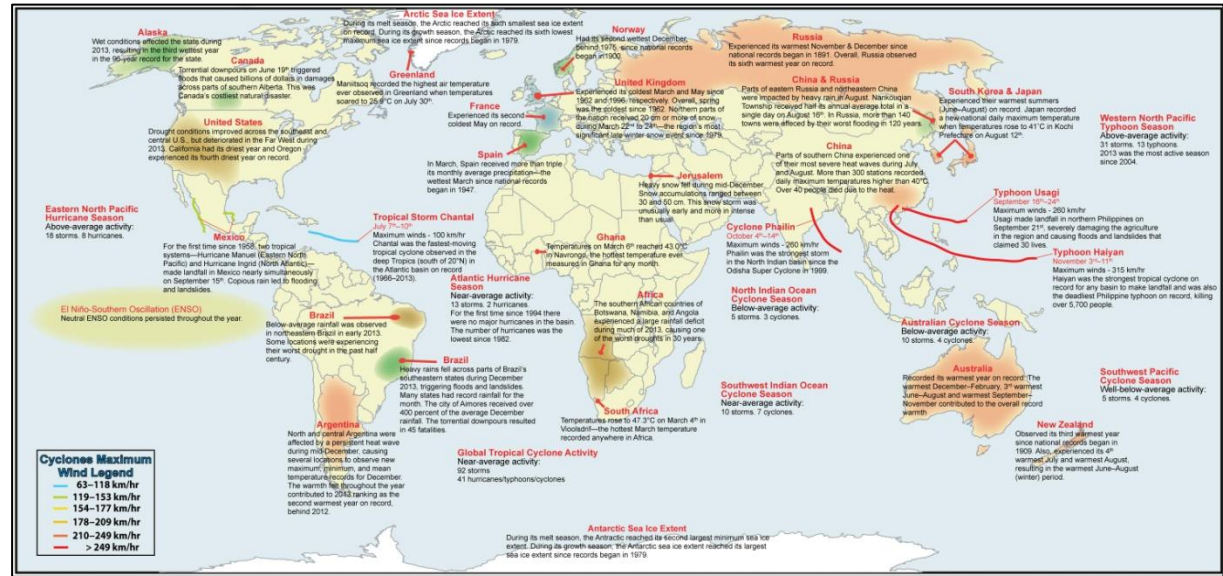 Arctic Sea Ice Extent
During its melt season, the Arctic reached its sixth smallest sea ice extent
on record. During its growth season, the Arctic reached its sixth lowest
maximum sea ice extent since records began in 1979.
Alaska
Wet conditions affected the state during
2013, resulting in the third wettest year
in the 96-year record for the state.
Canada
Torrential downpours on June 19th triggered
floods that caused billions of dollars in damages
across parts of southern Alberta. This was
Canada's costliest natural disaster.
Greenland
Maniitsoq recorded the highest air temperature
ever observed in Greenland when temperatures
soared to 25.9°C on July 30th.
Norway
Had its second wettest December,
behind 1975, since national records
began in 1900.
Russia
Experienced its warmest November & December since
national records began in 1891. Overall, Russia observed
its sixth warmest year on record.
United Kingdom
Experienced its coldest March and May since
1962 and 1996, respectively. Overall, spring
was the coldest since 1962. Northern parts of
the nation received 20 cm or more of snow
during March 22nd to 24th—the region's most
significant late winter snow event since 1979.
France
Experienced its second
coldest May on record.
China & Russia
Parts of eastern Russia and northeastern China
were impacted by heavy rain in August. Nankouqian
Township received half its annual average total in a
single day on August 16th. In Russia, more than 140
towns were effeced by their worst flooding in 120 years.
South Korea & Japan
Experienced their warmest summers
(June–August) on record. Japan recorded
a new national daily maximum temperature
when temperatures rose to 41°C in Kochi
Prefecture on August 12th.
Western North Pacific
Typhoon Season
Above-average activity:
31 storms. 13 typhoons.
2013 was the most active season
since 2004.
United States
Drought conditions improved across the southeast and
central U.S., but deteriorated in the Far West during
2013. California had its driest year and Oregon
experienced its fourth driest year on record.
Spain
In March, Spain received more than triple
its monthly average precipitation—the
wettest March since national records
began in 1947.
Jerusalem
Heavy snow fell during mid-December.
Snow accumulations ranged between
30 and 50 cm. This snow storm was
unusually early and more in intense
than usual.
China
Parts of southern China experienced one
of their most severe heat waves during July
and August. More than 300 stations recorded
daily maximum temperatures higher than 40°C.
Over 40 people died due to the heat.
Typhoon Usagi
September 16th–24th
Maximum winds - 260 km/hr
Usagi made landfall in northern Philippines on
September 21st, severely damaging the agriculture
in the region and causing floods and landslides that
claimed 30 lives.
Eastern North Pacific
Hurricane Season
Above-average activity:
18 storms. 8 hurricanes.
Mexico
For the first time since 1958, two tropical
systems—Hurricane Manuel (Eastern North
Pacific) and Hurricane Ingrid (North Atlantic)—
made landfall in Mexico nearly simultaneously
on September 15th. Copious rain led to flooding
and landslides.
Tropical Storm Chantal
July 7th–10th
Maximum winds - 100 km/hr
Chantal was the fastest-moving
tropical cyclone observed in the
deep Tropics (south of 20°N) in
the Atlantic basin on record
(1966–2013).
Ghana
Temperatures on March 6th reached 43.0°C
in Navrongo, the hottest temperature ever
measured in Ghana for any month.
Cyclone Phailin
October 4th–14th
Maximum winds - 260 km/hr
Phailin was the strongest storm
in the North Indian basin since the
Odisha Super Cyclone in 1999.
Typhoon Haiyan
November 3rd–11th
Maximum winds - 315 km/hr
Haiyan was the strongest tropical cyclone on
record for any basin to make landfall and was also
the deadliest Philippine typhoon on record, killing
over 5,700 people.
Atlantic Hurricane
Season
Near-average activity:
13 storms. 2 hurricanes.
For the first time since 1994 there
were no major hurricanes in the basin.
The number of hurricanes was the
lowest since 1982.
North Indian Ocean
Cyclone Season
Below-average activity:
5 storms. 3 cyclones.
El Niño-Southern Oscillation (ENSO)
Neutral ENSO conditions persisted throughout the year.
Brazil
Below-average rainfall was observed
in northeastern Brazil in early 2013.
Some locations were experiencing
their worst drought in the past half
century.
Africa
The southern African countries of
Botswana, Namibia, and Angola
experienced a large rainfall deficit
during much of 2013, causing one
of the worst droughts in 30 years.
Australian Cyclone Season
Below-average activity:
10 storms. 4 cyclones.
Brazil
Heavy rains fell across parts of Brazil's
southeastern states during December
2013, triggering floods and landslides.
Many states had record rainfall for the
month. The city of Aimores received over
400 percent of the average December
rainfall. The torrential downpours resulted
in 45 fatalities.
Australia
Recorded its warmest year on record. The
warmest December–February, 3rd warmest
June–August and warmest September–
November contributed to the overall record
warmth
Southwest Pacific
Cyclone Season
Well-below-average activity:
5 storms. 4 cyclones.
Southwest Indian Ocean
Cyclone Season
Near-average activity:
10 storms. 7 cyclones.
South Africa
Temperatures rose to 47.3°C on March 4th in
Vioolsdrif—the hottest March temperature
recorded anywhere in Africa.
Argentina
North and central Argentina were
affected by a persistent heat wave
during mid-December, causing
several locations to observe new
maximum, minimum, and mean
temperature records for December.
The warmth felt throughout the year
contributed to 2013 ranking as the
second warmest year on record,
behind 2012.
New Zealand
Observed its third warmest year
since national records began in
1909. Also, experienced its 4th
warmest July and warmest August,
resulting in the warmest June–August
(winter) period.
Global Tropical Cyclone Activity
Near-average activity:
92 storms
41 hurricanes/typhoons/cyclones
Cyclones Maximum
Wind Legend
63–118 km/hr
119–153 km/hr
154–177 km/hr
178–209 km/hr
210–249 km/hr
> 249 km/hr
Antarctic Sea Ice Extent
During its melt season, the Antractic reached its second largest minimum sea ice
extent. During its growth season, the Antarctic sea ice extent reached its largest
sea ice extent since records began in 1979.